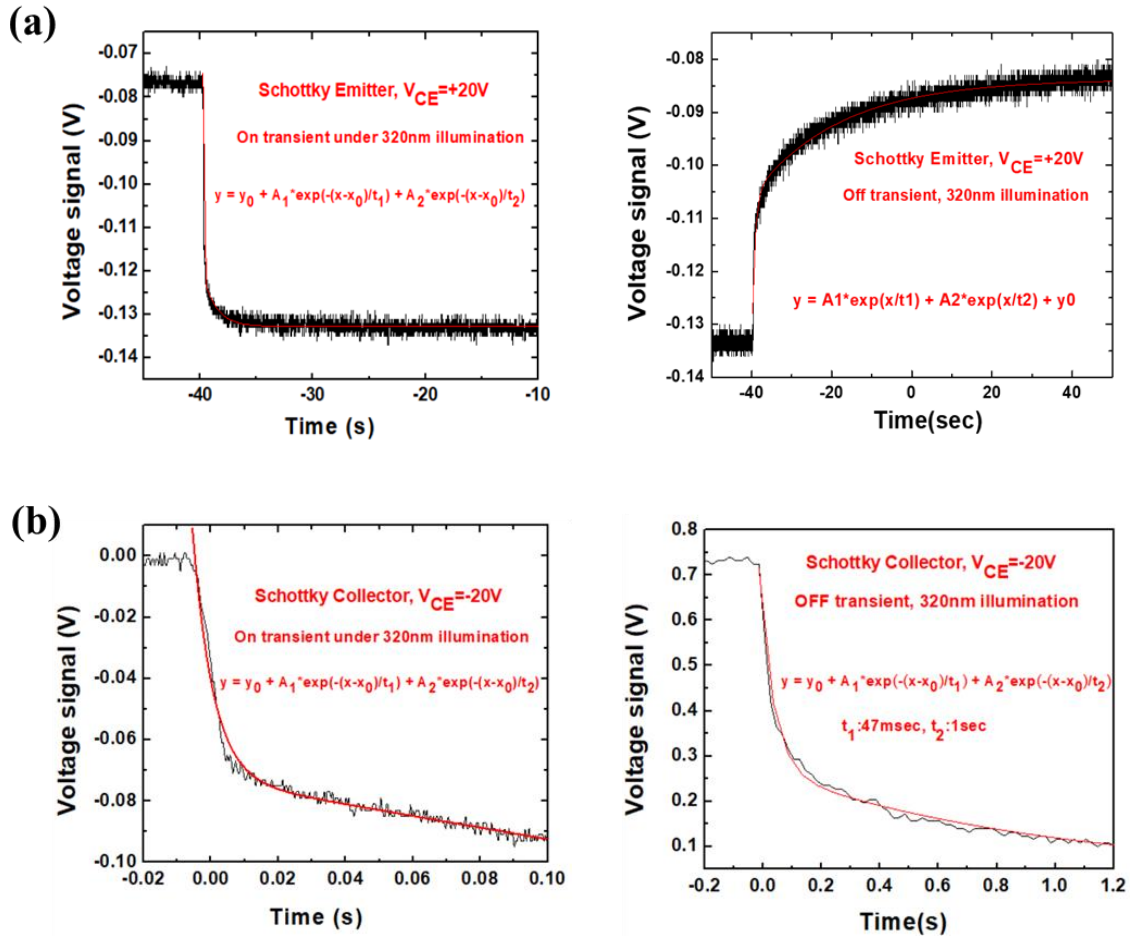 (a)
-0.07
-0.08
-0.09
-0.10
-0.11
-0.12
-0.13
-0.14
Voltage signal (V)
Schottky Emitter, V_CE=+20V
On transient under 320nm illumination
y = y₀ + A₁*exp(-(x-x₀)/t₁) + A₂*exp(-(x-x₀)/t₂)
-40 -30 -20 -10
Time (s)
-0.08
-0.09
-0.10
-0.11
-0.12
-0.13
-0.14
Voltage signal (V)
Schottky Emitter, V_CE=+20V
Off transient, 320nm illumination
y = A1*exp(x/t1) + A2*exp(x/t2) + y0
-40 -20 0 20 40
Time(sec)
(b)
0.00
-0.02
-0.04
-0.06
-0.08
-0.10
Voltage signal (V)
Schottky Collector, V_CE=-20V
On transient under 320nm illumination
y = y₀ + A₁*exp(-(x-x₀)/t₁) + A₂*exp(-(x-x₀)/t₂)
-0.02 0.00 0.02 0.04 0.06 0.08 0.10
Time (s)
0.8
0.7
0.6
0.5
0.4
0.3
0.2
0.1
Voltage signal (V)
Schottky Collector, V_CE=-20V
OFF transient, 320nm illumination
y = y₀ + A₁*exp(-(x-x₀)/t₁) + A₂*exp(-(x-x₀)/t₂)
t₁:47msec, t₂:1sec
-0.2 0.0 0.2 0.4 0.6 0.8 1.0 1.2
Time(s)